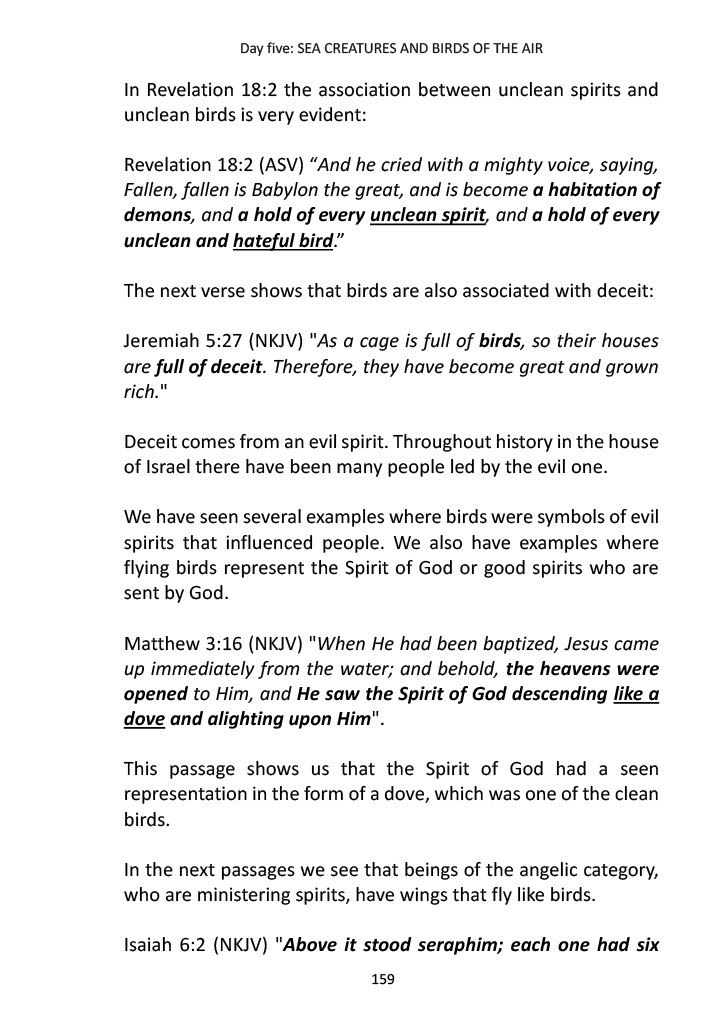 Day five: SEA CREATURES AND BIRDS OF THE AIR
In Revelation 18:2 the association between unclean spirits and
unclean birds is very evident:
Revelation 18:2 (ASV) “And he cried with a mighty voice, saying,
Fallen, fallen is Babylon the great, and is become a habitation of
demons, and a hold of every unclean spirit, and a hold of every
unclean and hateful bird.”
The next verse shows that birds are also associated with deceit:
Jeremiah 5:27 (NKJV) "As a cage is full of birds, so their houses
are full of deceit. Therefore, they have become great and grown
rich."
Deceit comes from an evil spirit. Throughout history in the house
of Israel there have been many people led by the evil one.
We have seen several examples where birds were symbols of evil
spirits that influenced people. We also have examples where
flying birds represent the Spirit of God or good spirits who are
sent by God.
Matthew 3:16 (NKJV) "When He had been baptized, Jesus came
up immediately from the water; and behold, the heavens were
opened to Him, and He saw the Spirit of God descending like a
dove and alighting upon Him".
This passage shows us that the Spirit of God had a seen
representation in the form of a dove, which was one of the clean
birds.
In the next passages we see that beings of the angelic category,
who are ministering spirits, have wings that fly like birds.
Isaiah 6:2 (NKJV) "Above it stood seraphim; each one had six
159